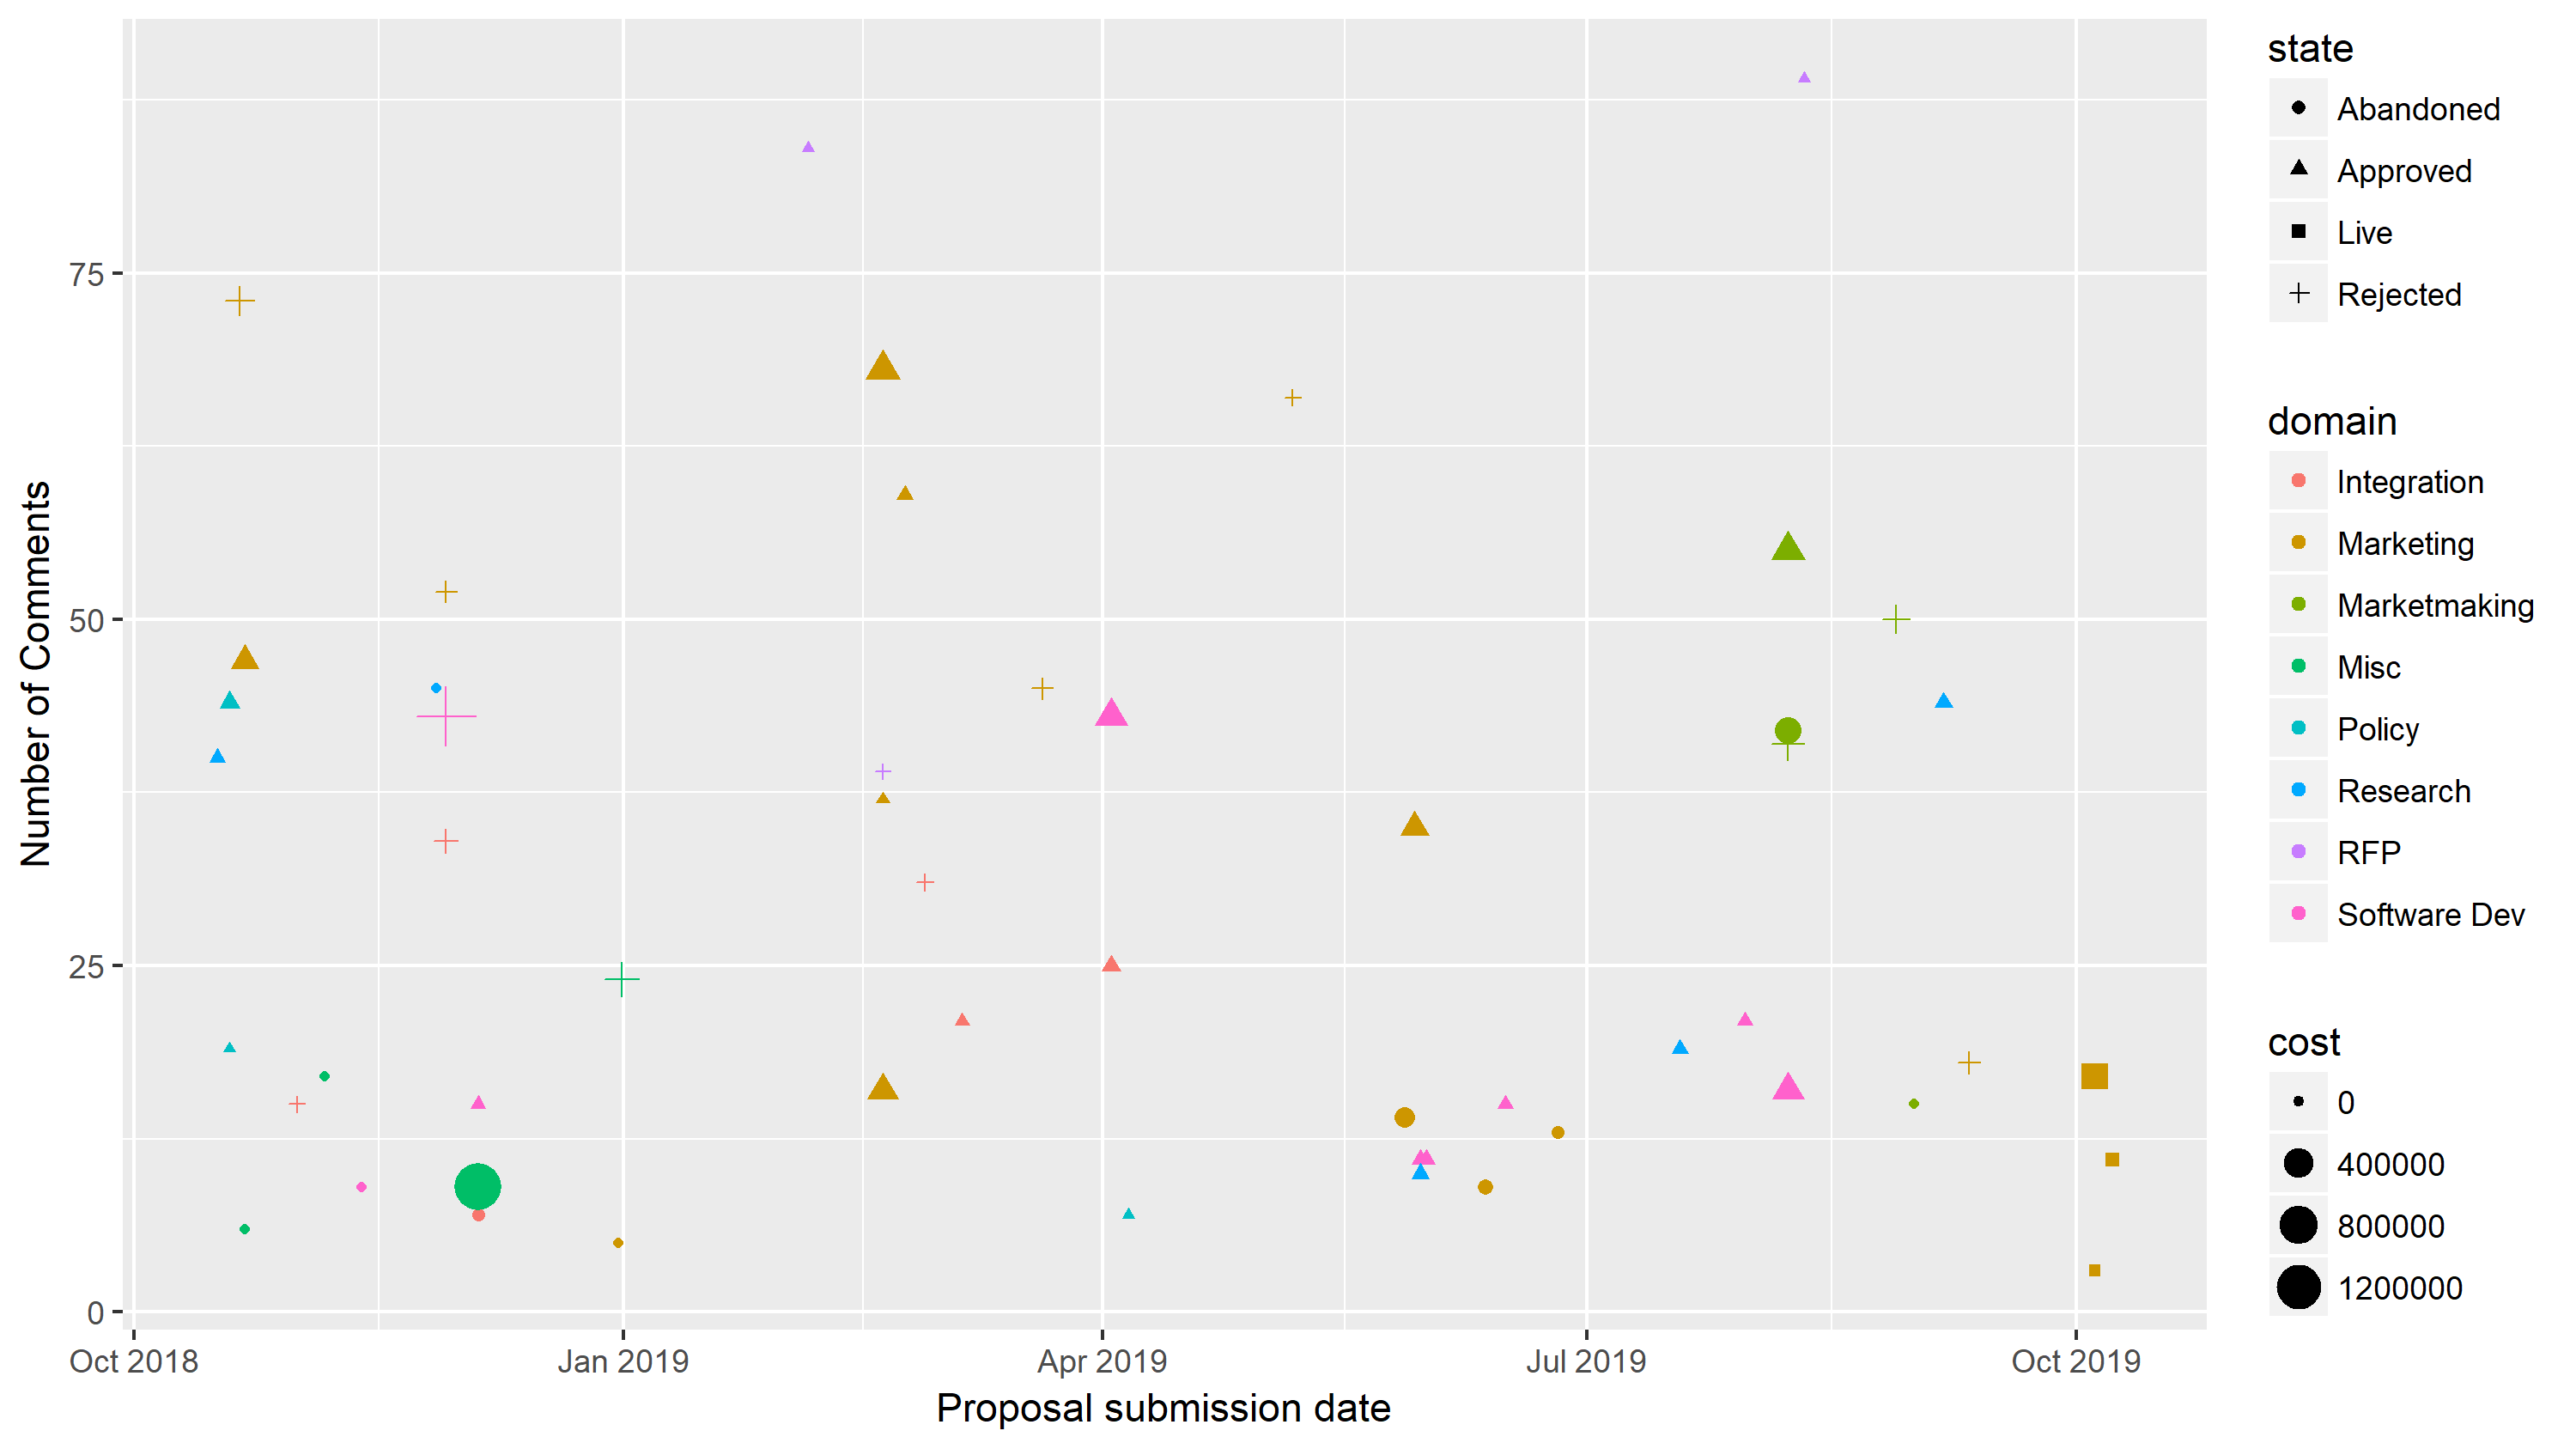 Number of Comments
75
50
25
0
Oct 2018
Jan 2019
Apr 2019
Jul 2019
Oct 2019
Proposal submission date
state
Abandoned
Approved
Live
Rejected
domain
Integration
Marketing
Marketmaking
Misc
Policy
Research
RFP
Software Dev
cost
0
400000
800000
1200000